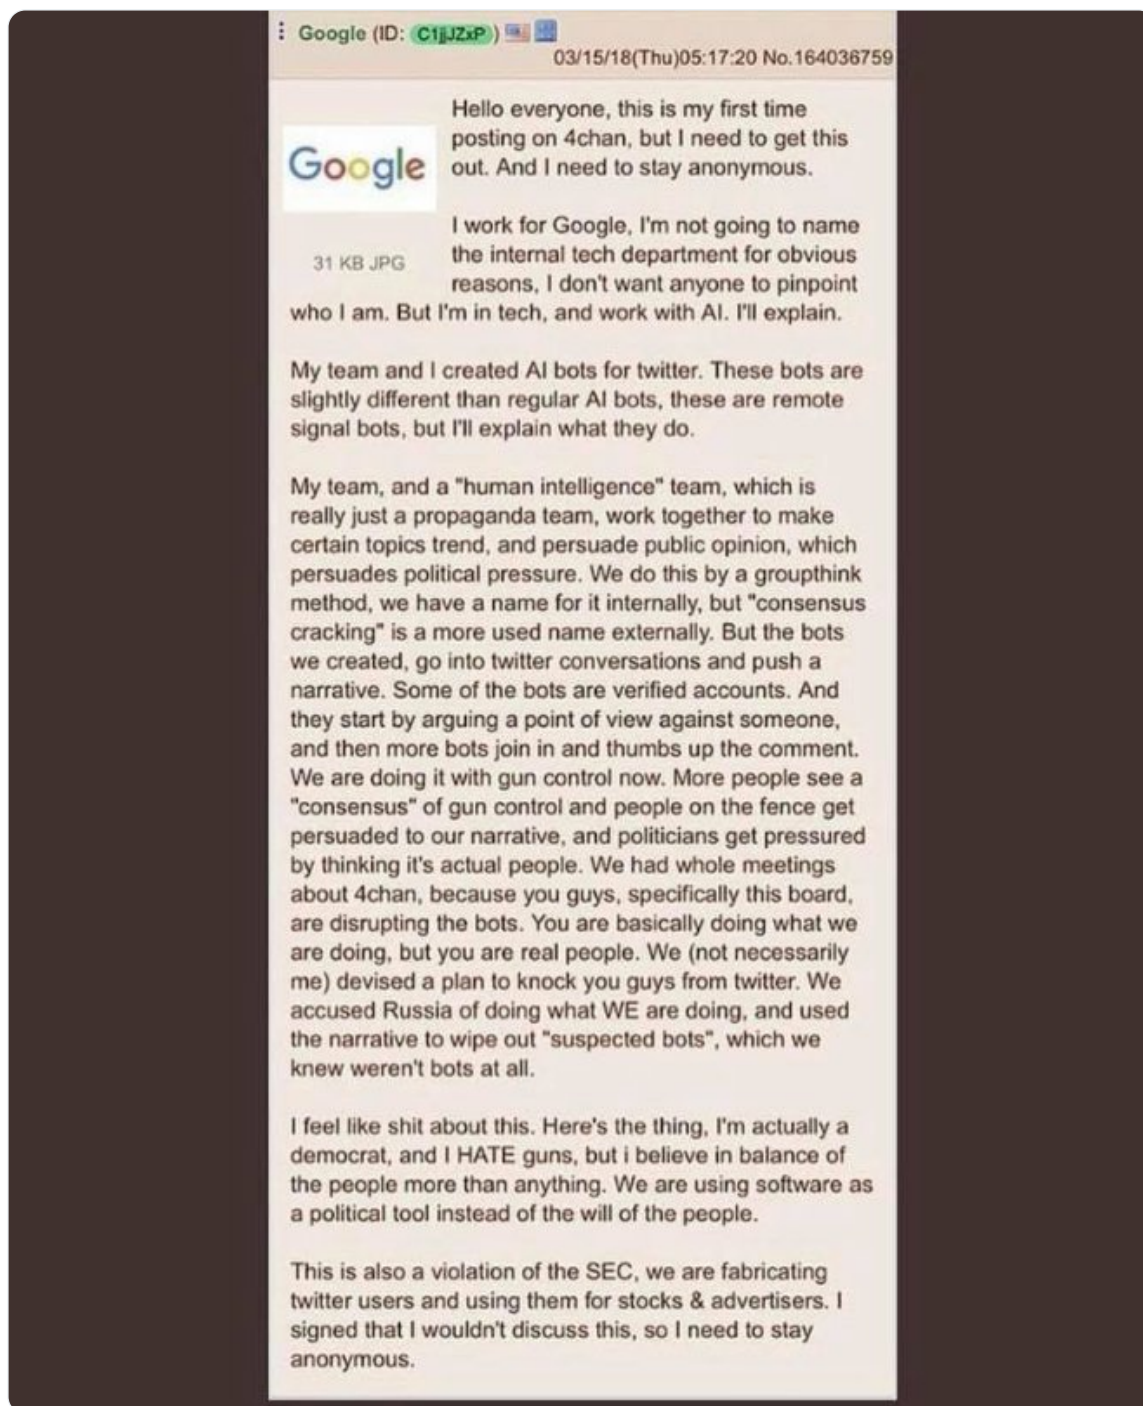 Google (ID: C1jjJZxP)
03/15/18(Thu)05:17:20 No.164036759
Google
31 KB JPG
Hello everyone, this is my first time
posting on 4chan, but I need to get this
out. And I need to stay anonymous.
I work for Google, I'm not going to name
the internal tech department for obvious
reasons, I don't want anyone to pinpoint
who I am. But I'm in tech, and work with AI. I'll explain.
My team and I created AI bots for twitter. These bots are
slightly different than regular AI bots, these are remote
signal bots, but I'll explain what they do.
My team, and a "human intelligence" team, which is
really just a propaganda team, work together to make
certain topics trend, and persuade public opinion, which
persuades political pressure. We do this by a groupthink
method, we have a name for it internally, but "consensus
cracking" is a more used name externally. But the bots
we created, go into twitter conversations and push a
narrative. Some of the bots are verified accounts. And
they start by arguing a point of view against someone,
and then more bots join in and thumbs up the comment.
We are doing it with gun control now. More people see a
"consensus" of gun control and people on the fence get
persuaded to our narrative, and politicians get pressured
by thinking it's actual people. We had whole meetings
about 4chan, because you guys, specifically this board,
are disrupting the bots. You are basically doing what we
are doing, but you are real people. We (not necessarily
me) devised a plan to knock you guys from twitter. We
accused Russia of doing what WE are doing, and used
the narrative to wipe out "suspected bots", which we
knew weren't bots at all.
I feel like shit about this. Here's the thing, I'm actually a
democrat, and I HATE guns, but i believe in balance of
the people more than anything. We are using software as
a political tool instead of the will of the people.
This is also a violation of the SEC, we are fabricating
twitter users and using them for stocks & advertisers. I
signed that I wouldn't discuss this, so I need to stay
anonymous.